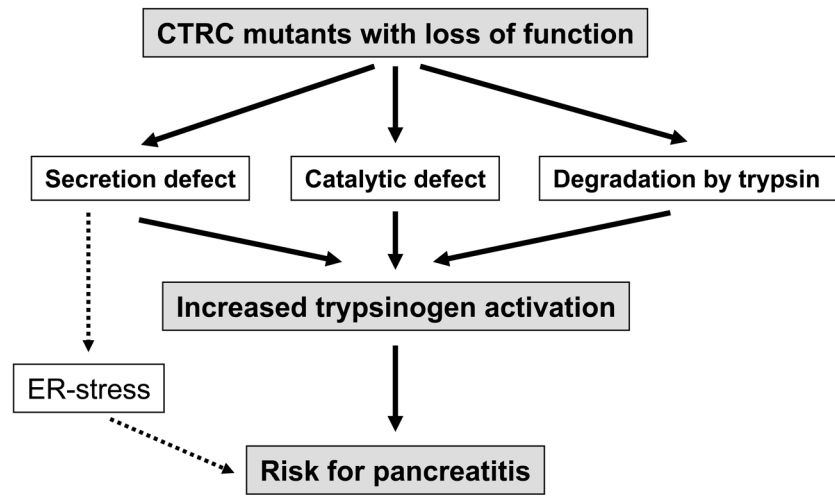 CTRC mutants with loss of function
Secretion defect
Catalytic defect
Degradation by trypsin
Increased trypsinogen activation
ER-stress
Risk for pancreatitis